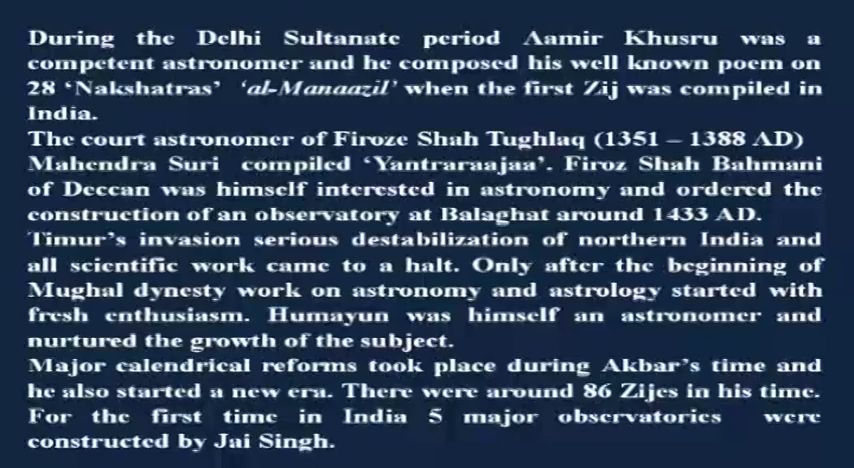 During the Delhi Sultanate period Aamir Khusru was a
competent astronomer and he composed his well known poem on
28 ‘Nakshatras’ ‘al-Manaazil’ when the first Zij was compiled in
India.
The court astronomer of Firoze Shah Tughlaq (1351 – 1388 AD)
Mahendra Suri compiled ‘Yantraraajaa’. Firoz Shah Bahmani
of Deccan was himself interested in astronomy and ordered the
construction of an observatory at Balaghat around 1433 AD.
Timur’s invasion serious destabilization of northern India and
all scientific work came to a halt. Only after the beginning of
Mughal dynesty work on astronomy and astrology started with
fresh enthusiasm. Humayun was himself an astronomer and
nurtured the growth of the subject.
Major calendrical reforms took place during Akbar’s time and
he also started a new era. There were around 86 Zijes in his time.
For the first time in India 5 major observatories were
constructed by Jai Singh.